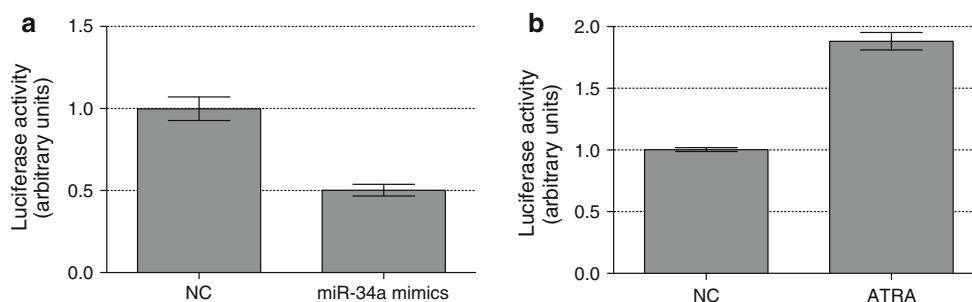 a
Luciferase activity
(arbitrary units)
1.5
1.0
0.5
0.0
NC
miR-34a mimics
b
Luciferase activity
(arbitrary units)
2.0
1.5
1.0
0.5
0.0
NC
ATRA